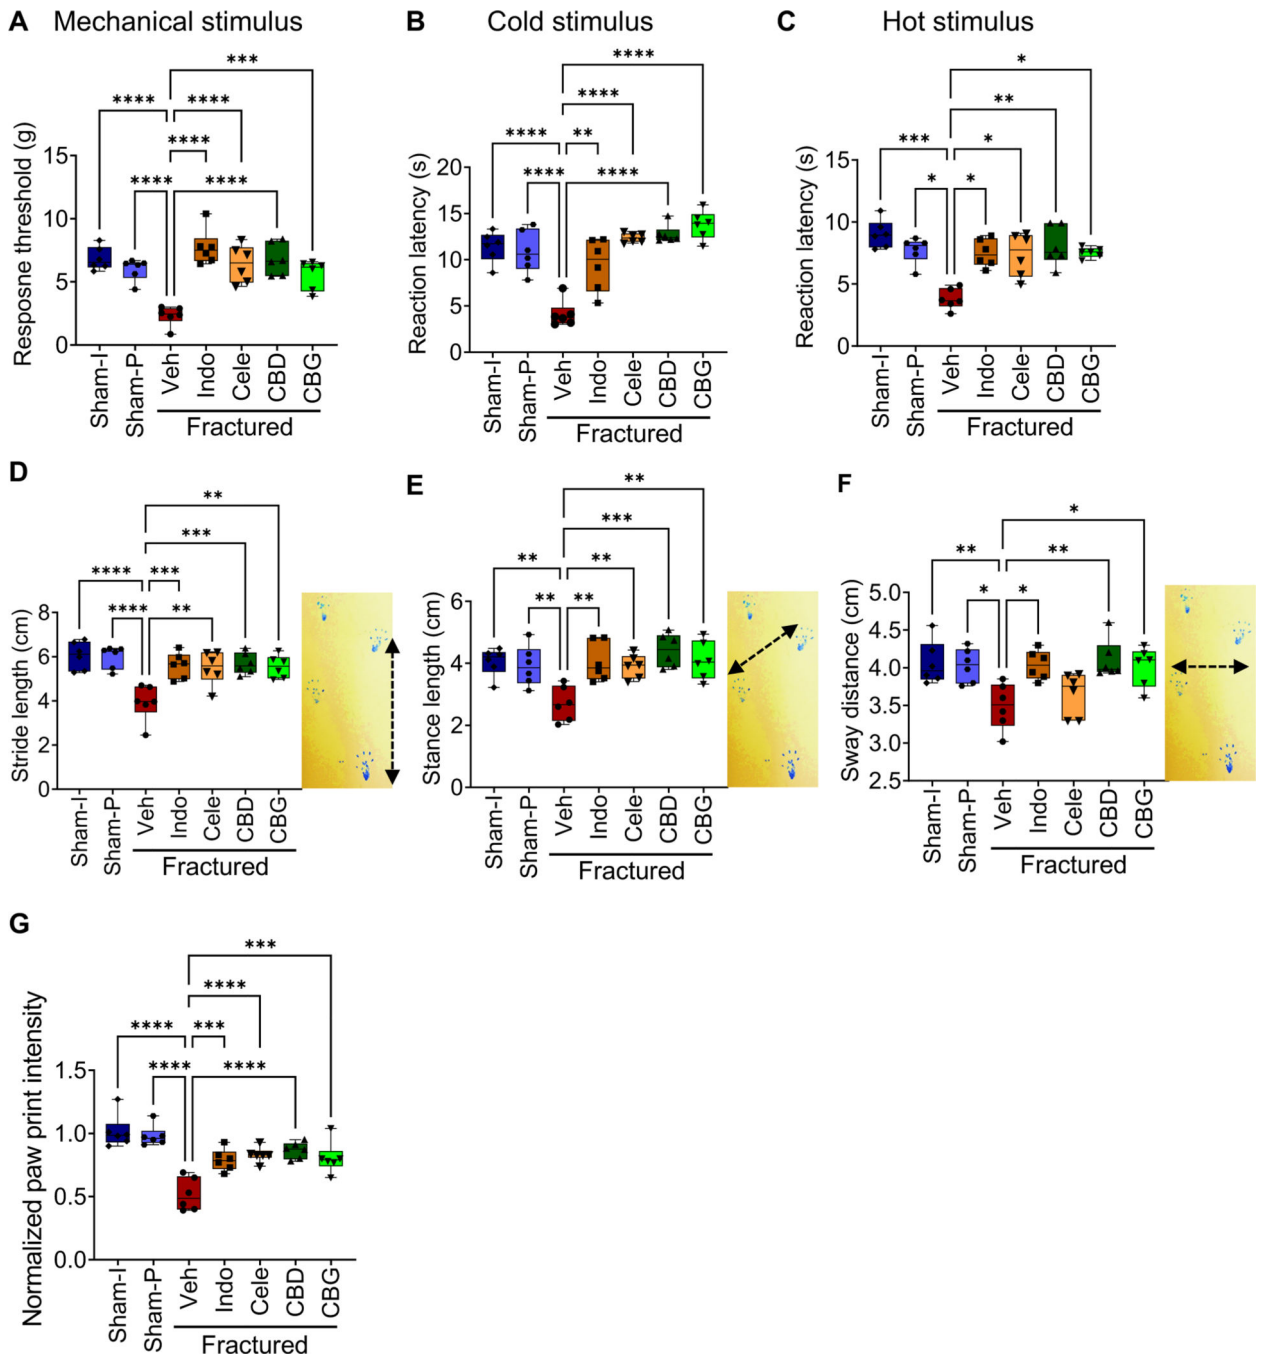 A Mechanical stimulus
***
**** ****
****
**** ****
Resposne threshold (g)
15
10
5
0
Sham-I
Sham-P
Veh
Indo
Cele
CBD
CBG
Fractured
B Cold stimulus
****
****
**** **
**** ****
Reaction latency (s)
20
15
10
5
0
Sham-I
Sham-P
Veh
Indo
Cele
CBD
CBG
Fractured
C Hot stimulus
*
**
*** *
* *
Reaction latency (s)
15
10
5
0
Sham-I
Sham-P
Veh
Indo
Cele
CBD
CBG
Fractured
D
**
***
**** ***
**** **
Stride length (cm)
8
6
4
2
0
Sham-I
Sham-P
Veh
Indo
Cele
CBD
CBG
Fractured
E
**
***
** **
** **
Stance length (cm)
6
4
2
0
Sham-I
Sham-P
Veh
Indo
Cele
CBD
CBG
Fractured
F
*
** **
* *
Sway distance (cm)
5.0
4.5
4.0
3.5
3.0
2.5
Sham-I
Sham-P
Veh
Indo
Cele
CBD
CBG
Fractured
G
***
****
**** ***
**** ****
Normalized paw print intensity
1.5
1.0
0.5
0.0
Sham-I
Sham-P
Veh
Indo
Cele
CBD
CBG
Fractured